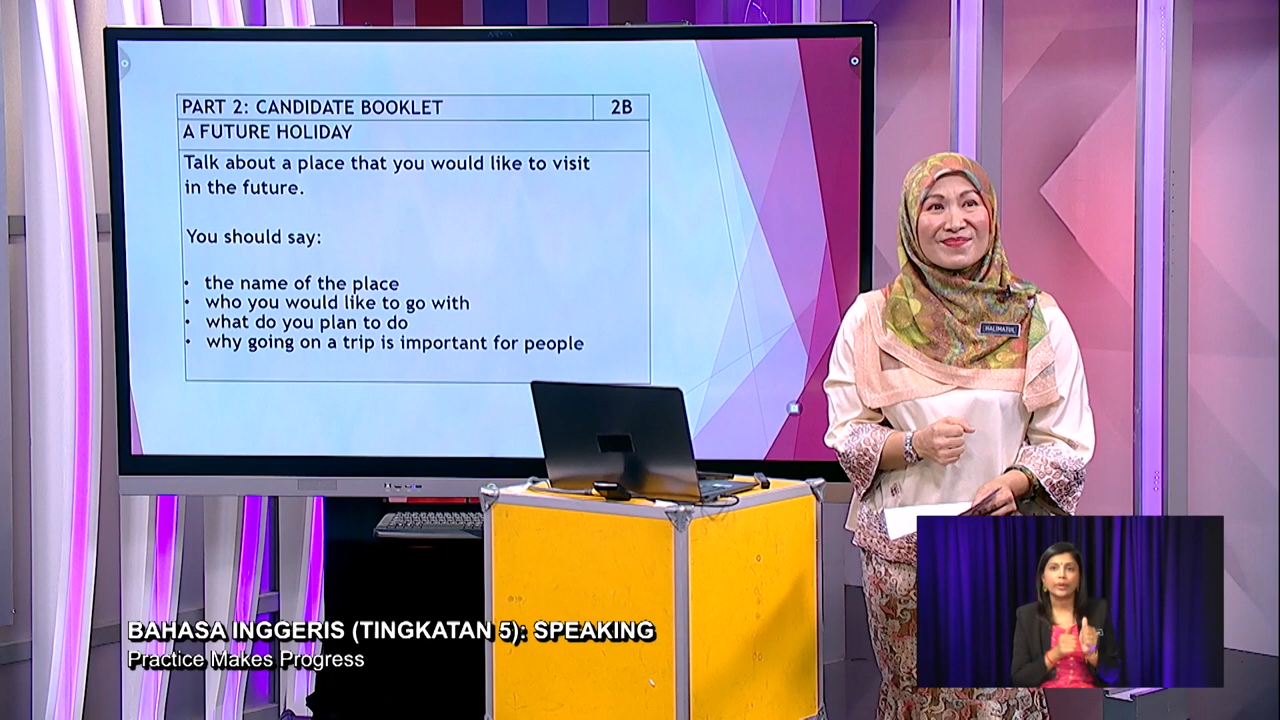 PART 2: CANDIDATE BOOKLET 2B
A FUTURE HOLIDAY
Talk about a place that you would like to visit
in the future.
You should say:
• the name of the place
• who you would like to go with
• what do you plan to do
• why going on a trip is important for people
HALIMATUL
BAHASA INGGERIS (TINGKATAN 5): SPEAKING
Practice Makes Progress